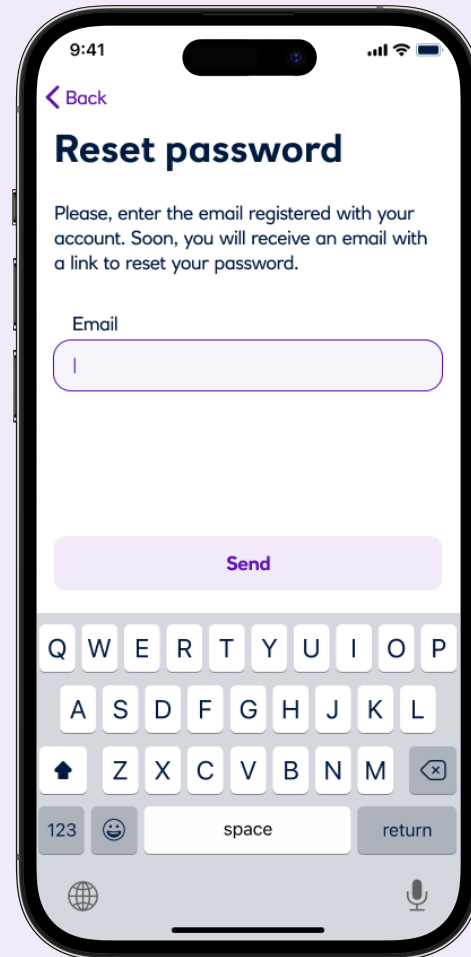 9:41
Back
Reset password
Please, enter the email registered with your
account. Soon, you will receive an email with
a link to reset your password.
Email
Send
Q W E R T Y U I O P
A S D F G H J K L
Z X C V B N M
123 space return